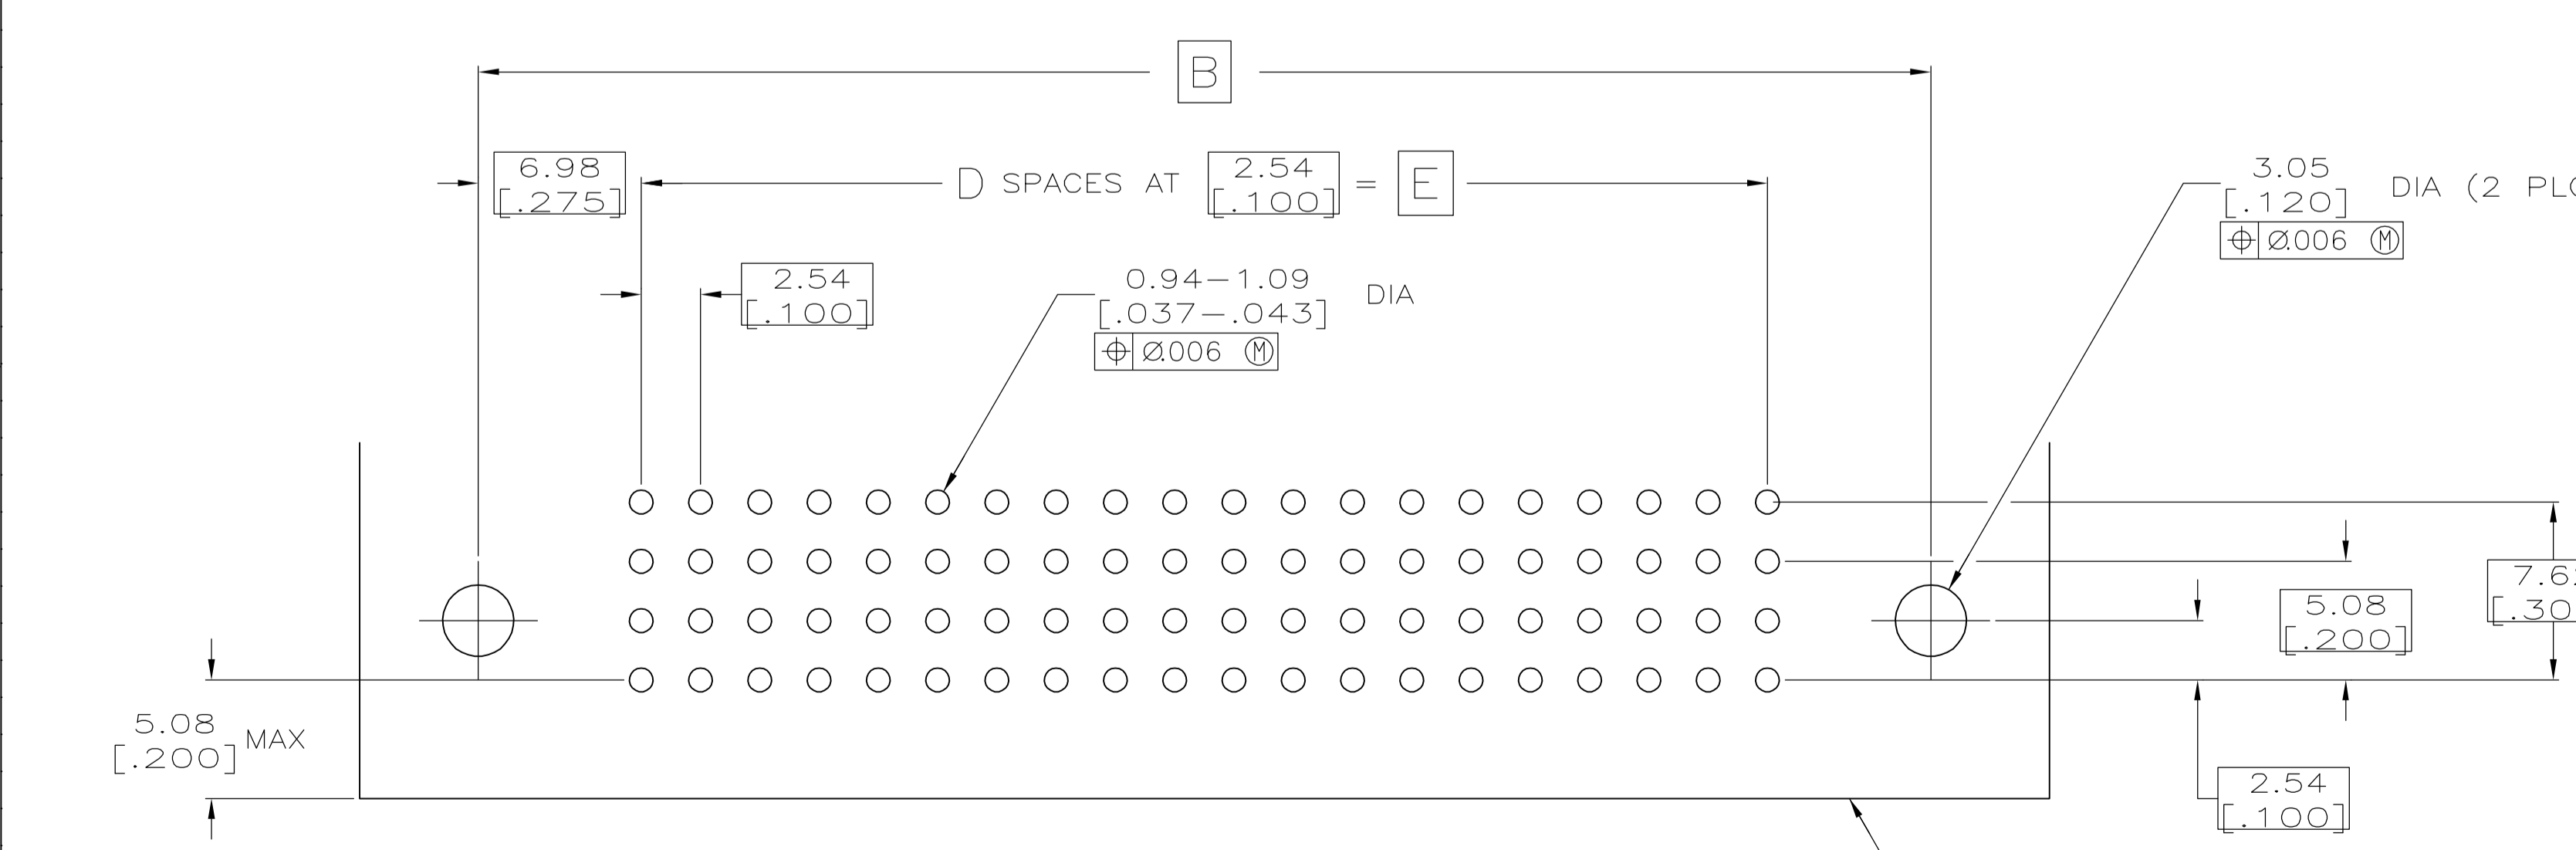 B
6.98
[.275]
D SPACES AT 2.54 [.100] = E
3.05
[.120] DIA (2
⌖ Ø.006 Ⓜ
2.54
[.100]
0.94–1.09
[.037–.043] DIA
⌖ Ø.006 Ⓜ
5.08
[.200]
5.08
[.200] MAX
2.54
[.100]